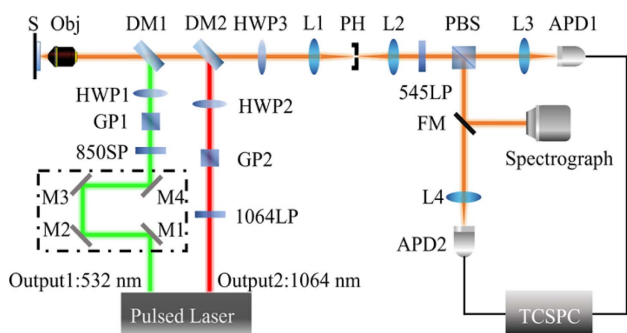 S Obj DM1 DM2 HWP3 L1 PH L2 PBS L3 APD1
HWP1
HWP2
545LP
GP1
FM
850SP
GP2
Spectrograph
M3
M4
L4
M2
M1
1064LP
APD2
Output1:532 nm
Output2:1064 nm
Pulsed Laser
TCSPC